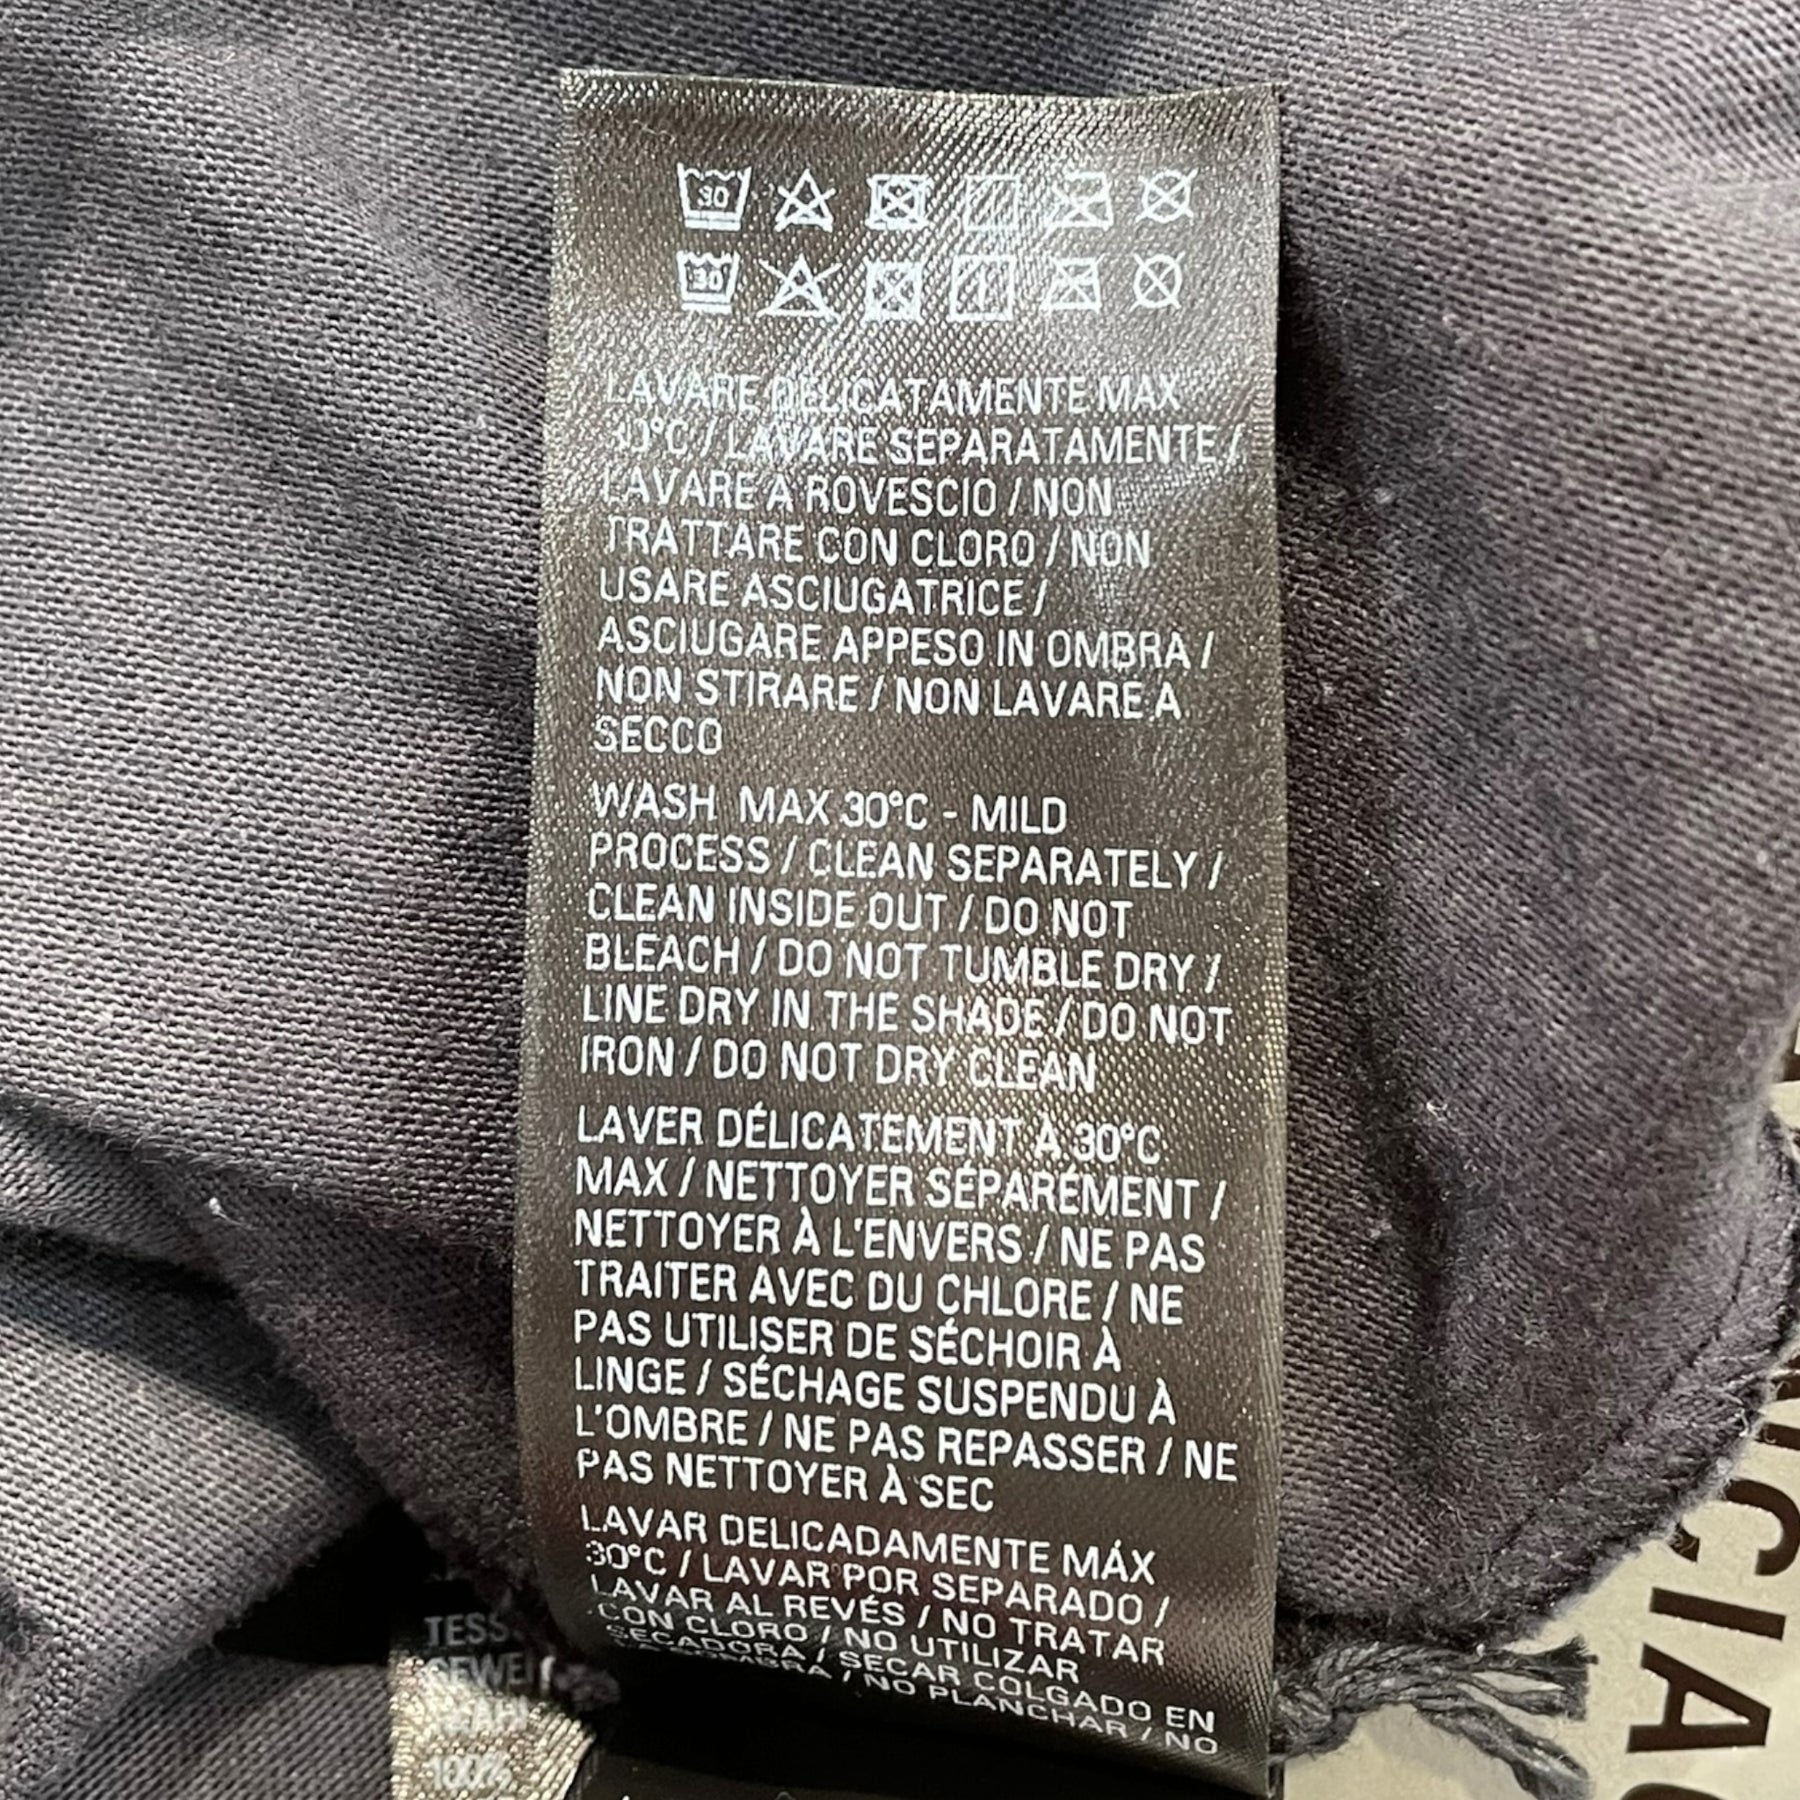 30
30
LAVARE DELICATAMENTE MAX
30°C / LAVARE SEPARATAMENTE /
LAVARE A ROVESCIO / NON
TRATTARE CON CLORO / NON
USARE ASCIUGATRICE /
ASCIUGARE APPESO IN OMBRA /
NON STIRARE / NON LAVARE A
SECCO
WASH MAX 30°C - MILD
PROCESS / CLEAN SEPARATELY /
CLEAN INSIDE OUT / DO NOT
BLEACH / DO NOT TUMBLE DRY /
LINE DRY IN THE SHADE / DO NOT
IRON / DO NOT DRY CLEAN
LAVER DÉLICATEMENT À 30°C
MAX / NETTOYER SÉPARÉMENT /
NETTOYER À L'ENVERS / NE PAS
TRAITER AVEC DU CHLORE / NE
PAS UTILISER DE SÉCHOIR À
LINGE / SÉCHAGE SUSPENDU À
L'OMBRE / NE PAS REPASSER / NE
PAS NETTOYER À SEC
LAVAR DELICADAMENTE MÁX
30°C / LAVAR POR SEPARADO /
LAVAR AL REVÉS / NO TRATAR
CON CLORO / NO UTILIZAR
SECADORA / SECAR COLGADO EN
/ NO PLANCHAR / NO
100%